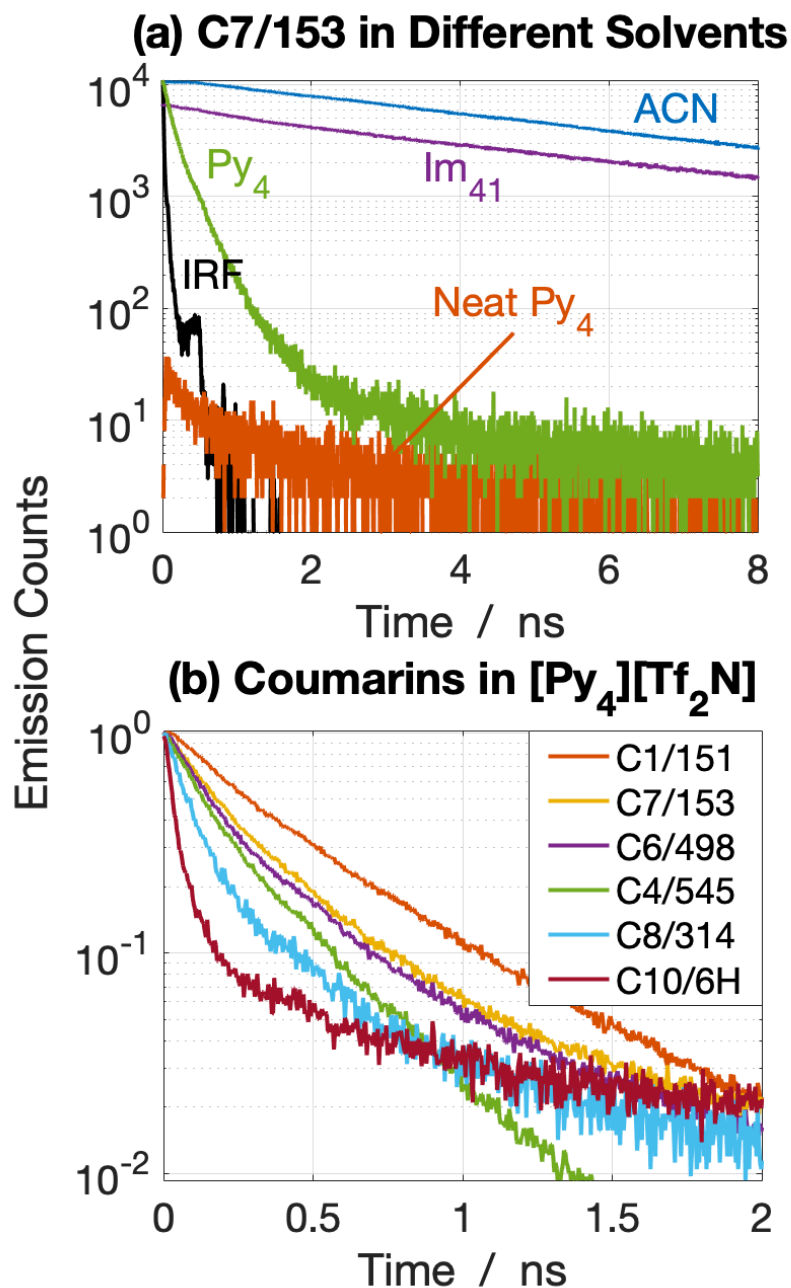 (a) C7/153 in Different Solvents
10⁴
ACN
Py₄
Im₄₁
10³
IRF
Neat Py₄
10²
10¹
10⁰
0 2 4 6 8
Time / ns
Emission Counts
(b) Coumarins in [Py₄][Tf₂N]
10⁰
C1/151
C7/153
C6/498
C4/545
C8/314
C10/6H
10⁻¹
10⁻²
0 0.5 1 1.5 2
Time / ns